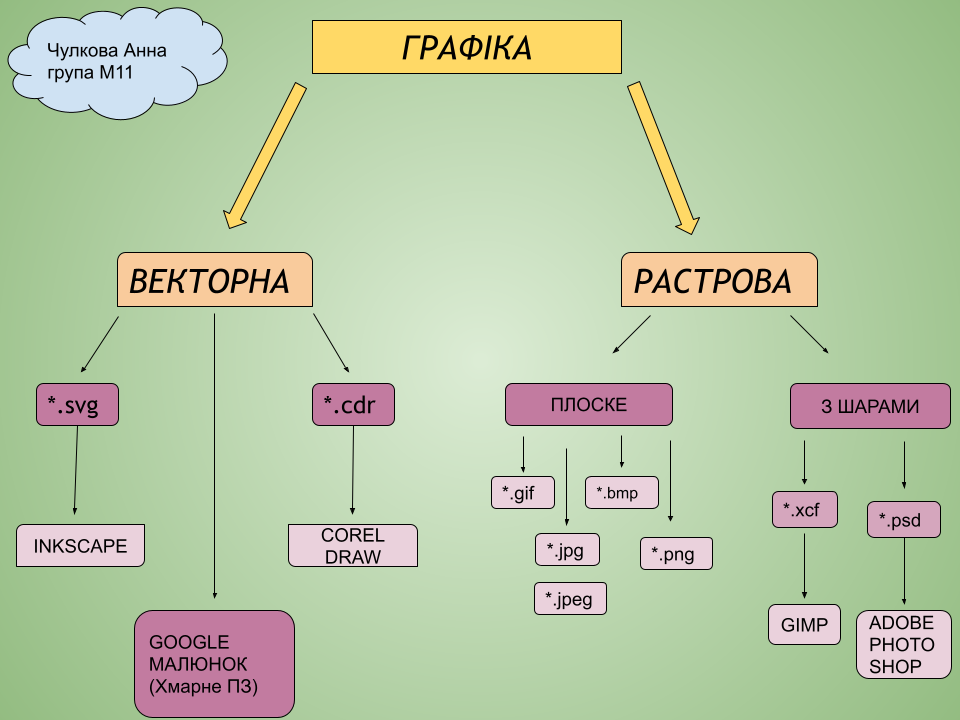 Чулкова Анна
група М11
ГРАФІКА
ВЕКТОРНА
РАСТРОВА
*.svg
*.cdr
ПЛОСКЕ
З ШАРАМИ
*.gif
*.bmp
*.xcf
*.psd
INKSCAPE
COREL
DRAW
*.jpg
*.png
*.jpeg
GOOGLE
МАЛЮНОК
(Хмарне ПЗ)
GIMP
ADOBE
PHOTO
SHOP